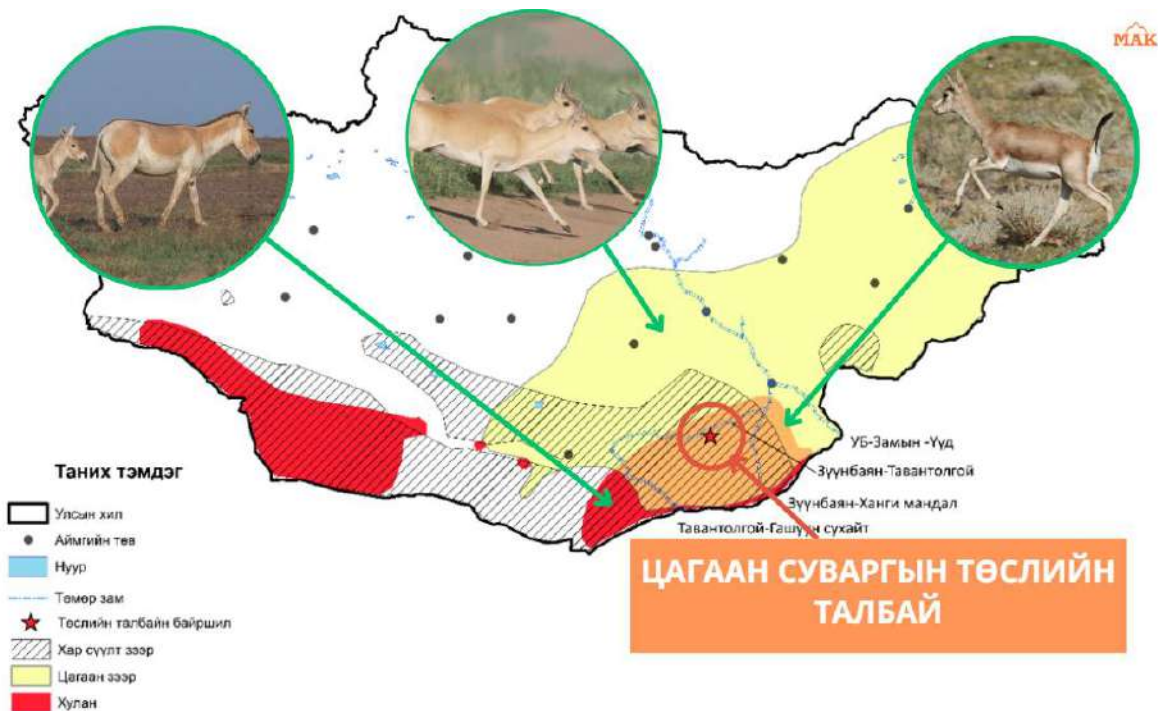 МАК
УБ-Замын -Үүд
Зүүнбаян-Тавантолгой
Зүүнбаян-Ханги мандал
Тавантолгой-Гашуун сухайт
ЦАГААН СУВАРГЫН ТӨСЛИЙН
ТАЛБАЙ
Таних тэмдэг
Улсын хил
Аймгийн төв
Нуур
Төмөр зам
Төслийн талбайн байршил
Хар сүүлт зээр
Цагаан зээр
Хулан